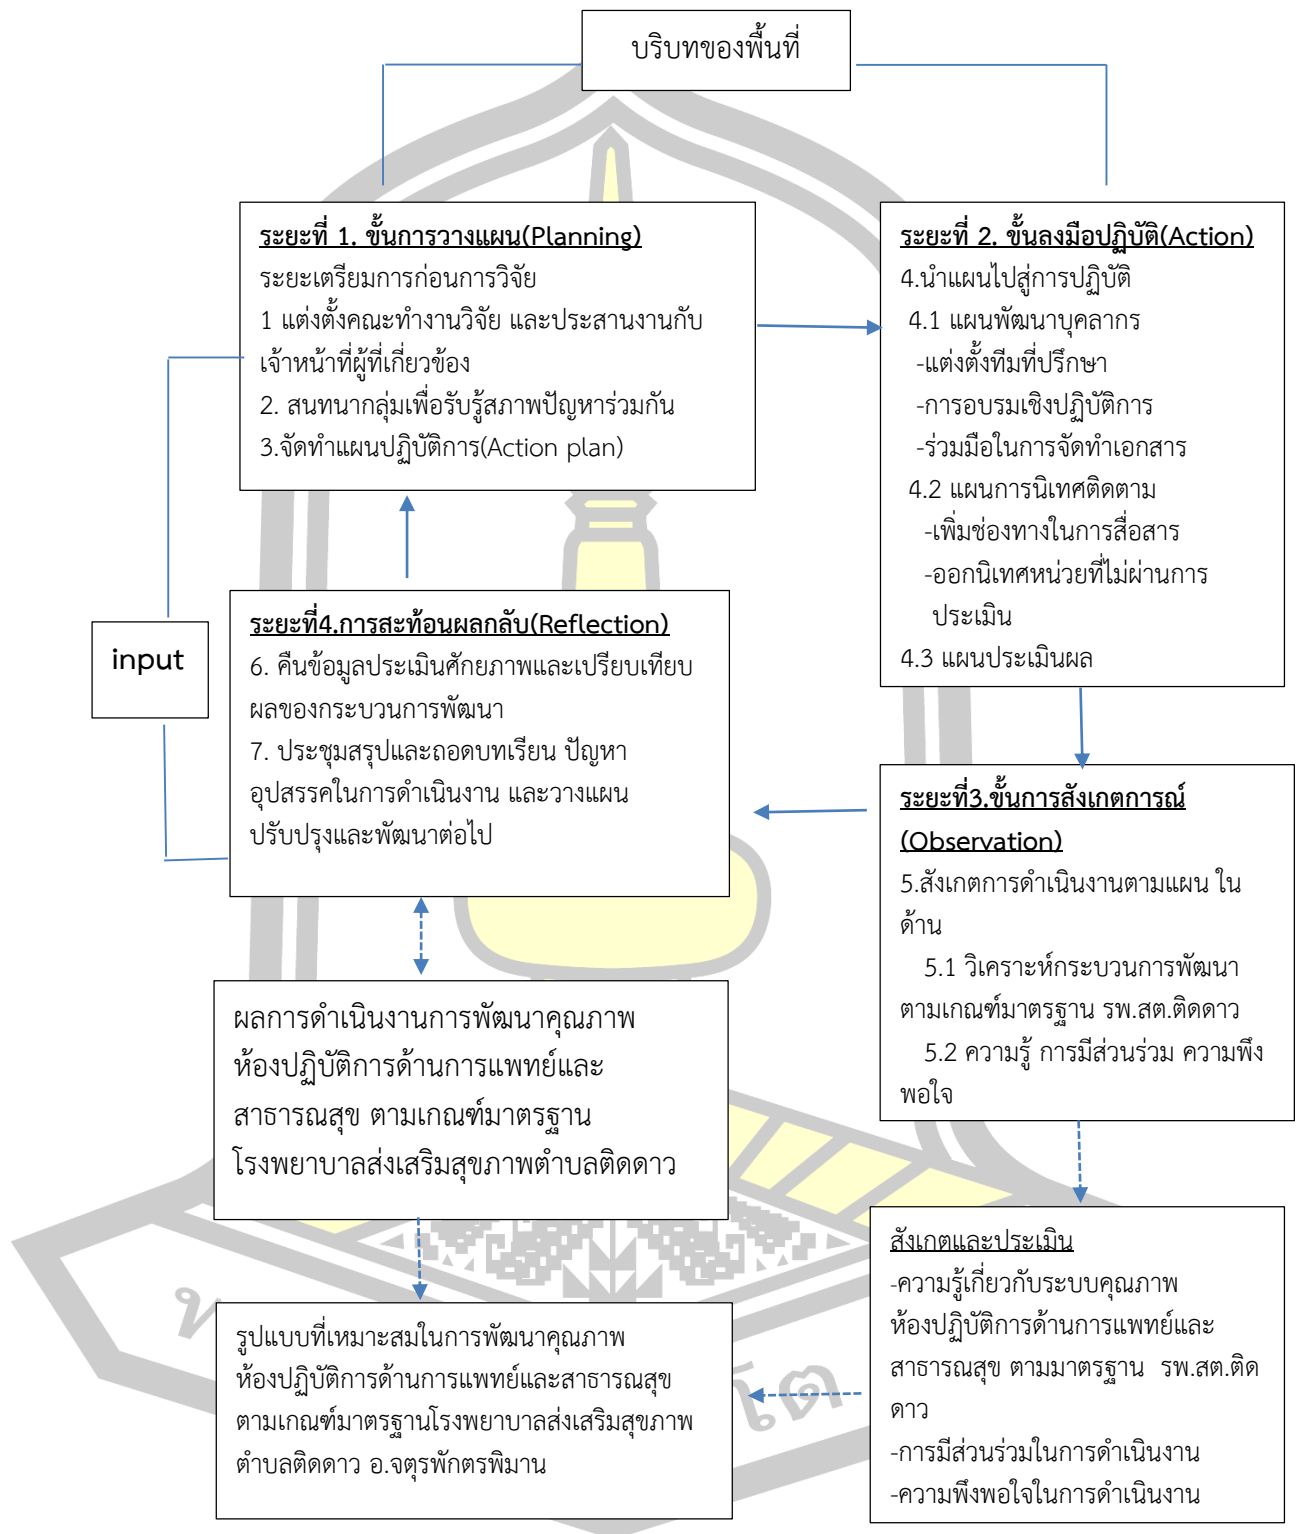 บริบทของพื้นที่
ระยะที่ 1. ขั้นการวางแผน(Planning)
ระยะเตรียมการก่อนการวิจัย
1 แต่งตั้งคณะทำงานวิจัย และประสานงานกับ
เจ้าหน้าที่ผู้ที่เกี่ยวข้อง
2. สนทนากลุ่มเพื่อรับรู้สภาพปัญหาร่วมกัน
3.จัดทำแผนปฏิบัติการ(Action plan)
ระยะที่ 2. ขั้นลงมือปฏิบัติ(Action)
4.นำแผนไปสู่การปฏิบัติ
4.1 แผนพัฒนาบุคลากร
-แต่งตั้งทีมที่ปรึกษา
-การอบรมเชิงปฏิบัติการ
-ร่วมมือในการจัดทำเอกสาร
4.2 แผนการนิเทศติดตาม
-เพิ่มช่องทางในการสื่อสาร
-ออกนิเทศหน่วยที่ไม่ผ่านการ
ประเมิน
4.3 แผนประเมินผล
input
ระยะที่4.การสะท้อนผลกลับ(Reflection)
6. คืนข้อมูลประเมินศักยภาพและเปรียบเทียบ
ผลของกระบวนการพัฒนา
7. ประชุมสรุปและถอดบทเรียน ปัญหา
อุปสรรคในการดำเนินงาน และวางแผน
ปรับปรุงและพัฒนาต่อไป
ระยะที่3.ขั้นการสังเกตการณ์
(Observation)
5.สังเกตการดำเนินงานตามแผน ใน
ด้าน
5.1 วิเคราะห์กระบวนการพัฒนา
ตามเกณฑ์มาตรฐาน รพ.สต.ติดดาว
5.2 ความรู้ การมีส่วนร่วม ความพึง
พอใจ
ผลการดำเนินงานการพัฒนาคุณภาพ
ห้องปฏิบัติการด้านการแพทย์และ
สาธารณสุข ตามเกณฑ์มาตรฐาน
โรงพยาบาลส่งเสริมสุขภาพตำบลติดดาว
สังเกตและประเมิน
-ความรู้เกี่ยวกับระบบคุณภาพ
ห้องปฏิบัติการด้านการแพทย์และ
สาธารณสุข ตามมาตรฐาน รพ.สต.ติด
ดาว
-การมีส่วนร่วมในการดำเนินงาน
-ความพึงพอใจในการดำเนินงาน
รูปแบบที่เหมาะสมในการพัฒนาคุณภาพ
ห้องปฏิบัติการด้านการแพทย์และสาธารณสุข
ตามเกณฑ์มาตรฐานโรงพยาบาลส่งเสริมสุขภาพ
ตำบลติดดาว อ.จตุรพักตรพิมาน